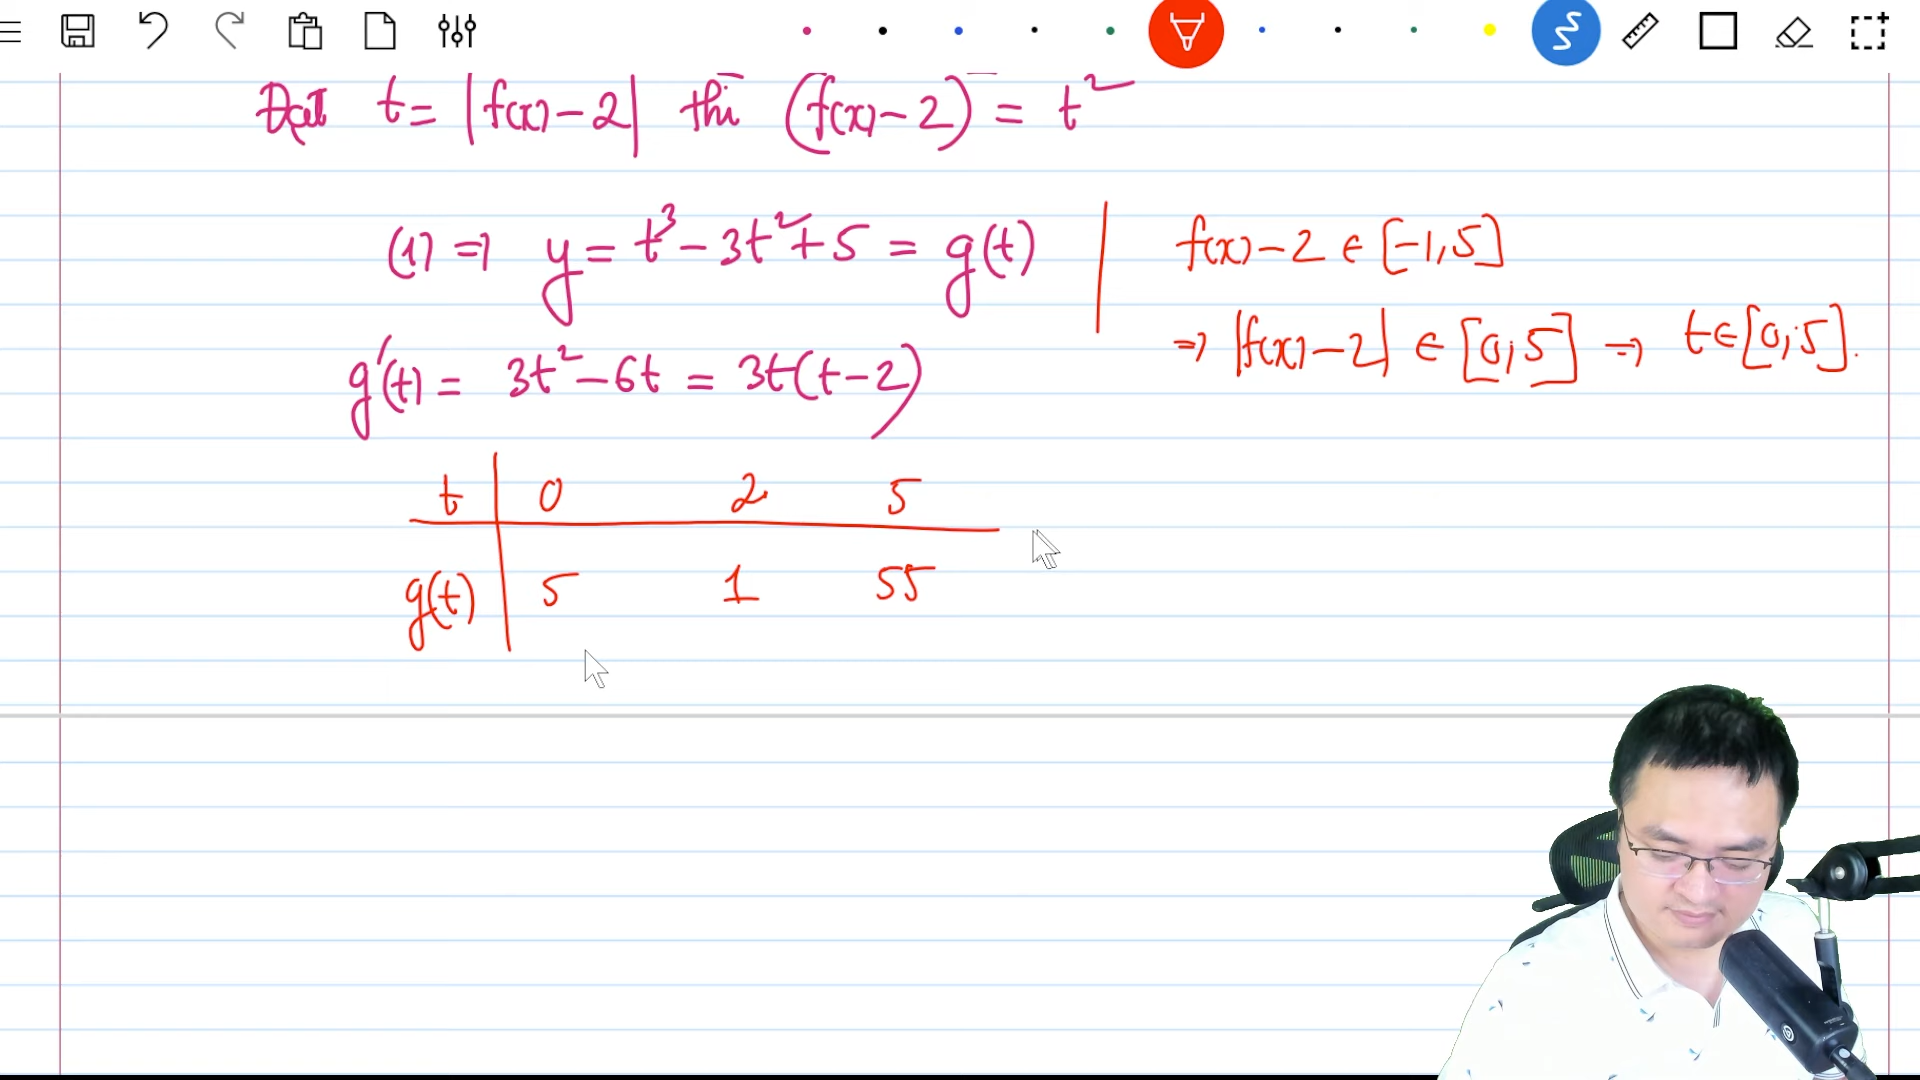 Đặt t = |f(x) - 2| thì (f(x) - 2) = t²
(1) => y = t³ - 3t² + 5 = g(t)
g'(t) = 3t² - 6t = 3t(t - 2)
f(x) - 2 ∈ [-1, 5]
=> |f(x) - 2| ∈ [0; 5] => t ∈ [0; 5].
t 0 2 5
g(t) 5 1 55